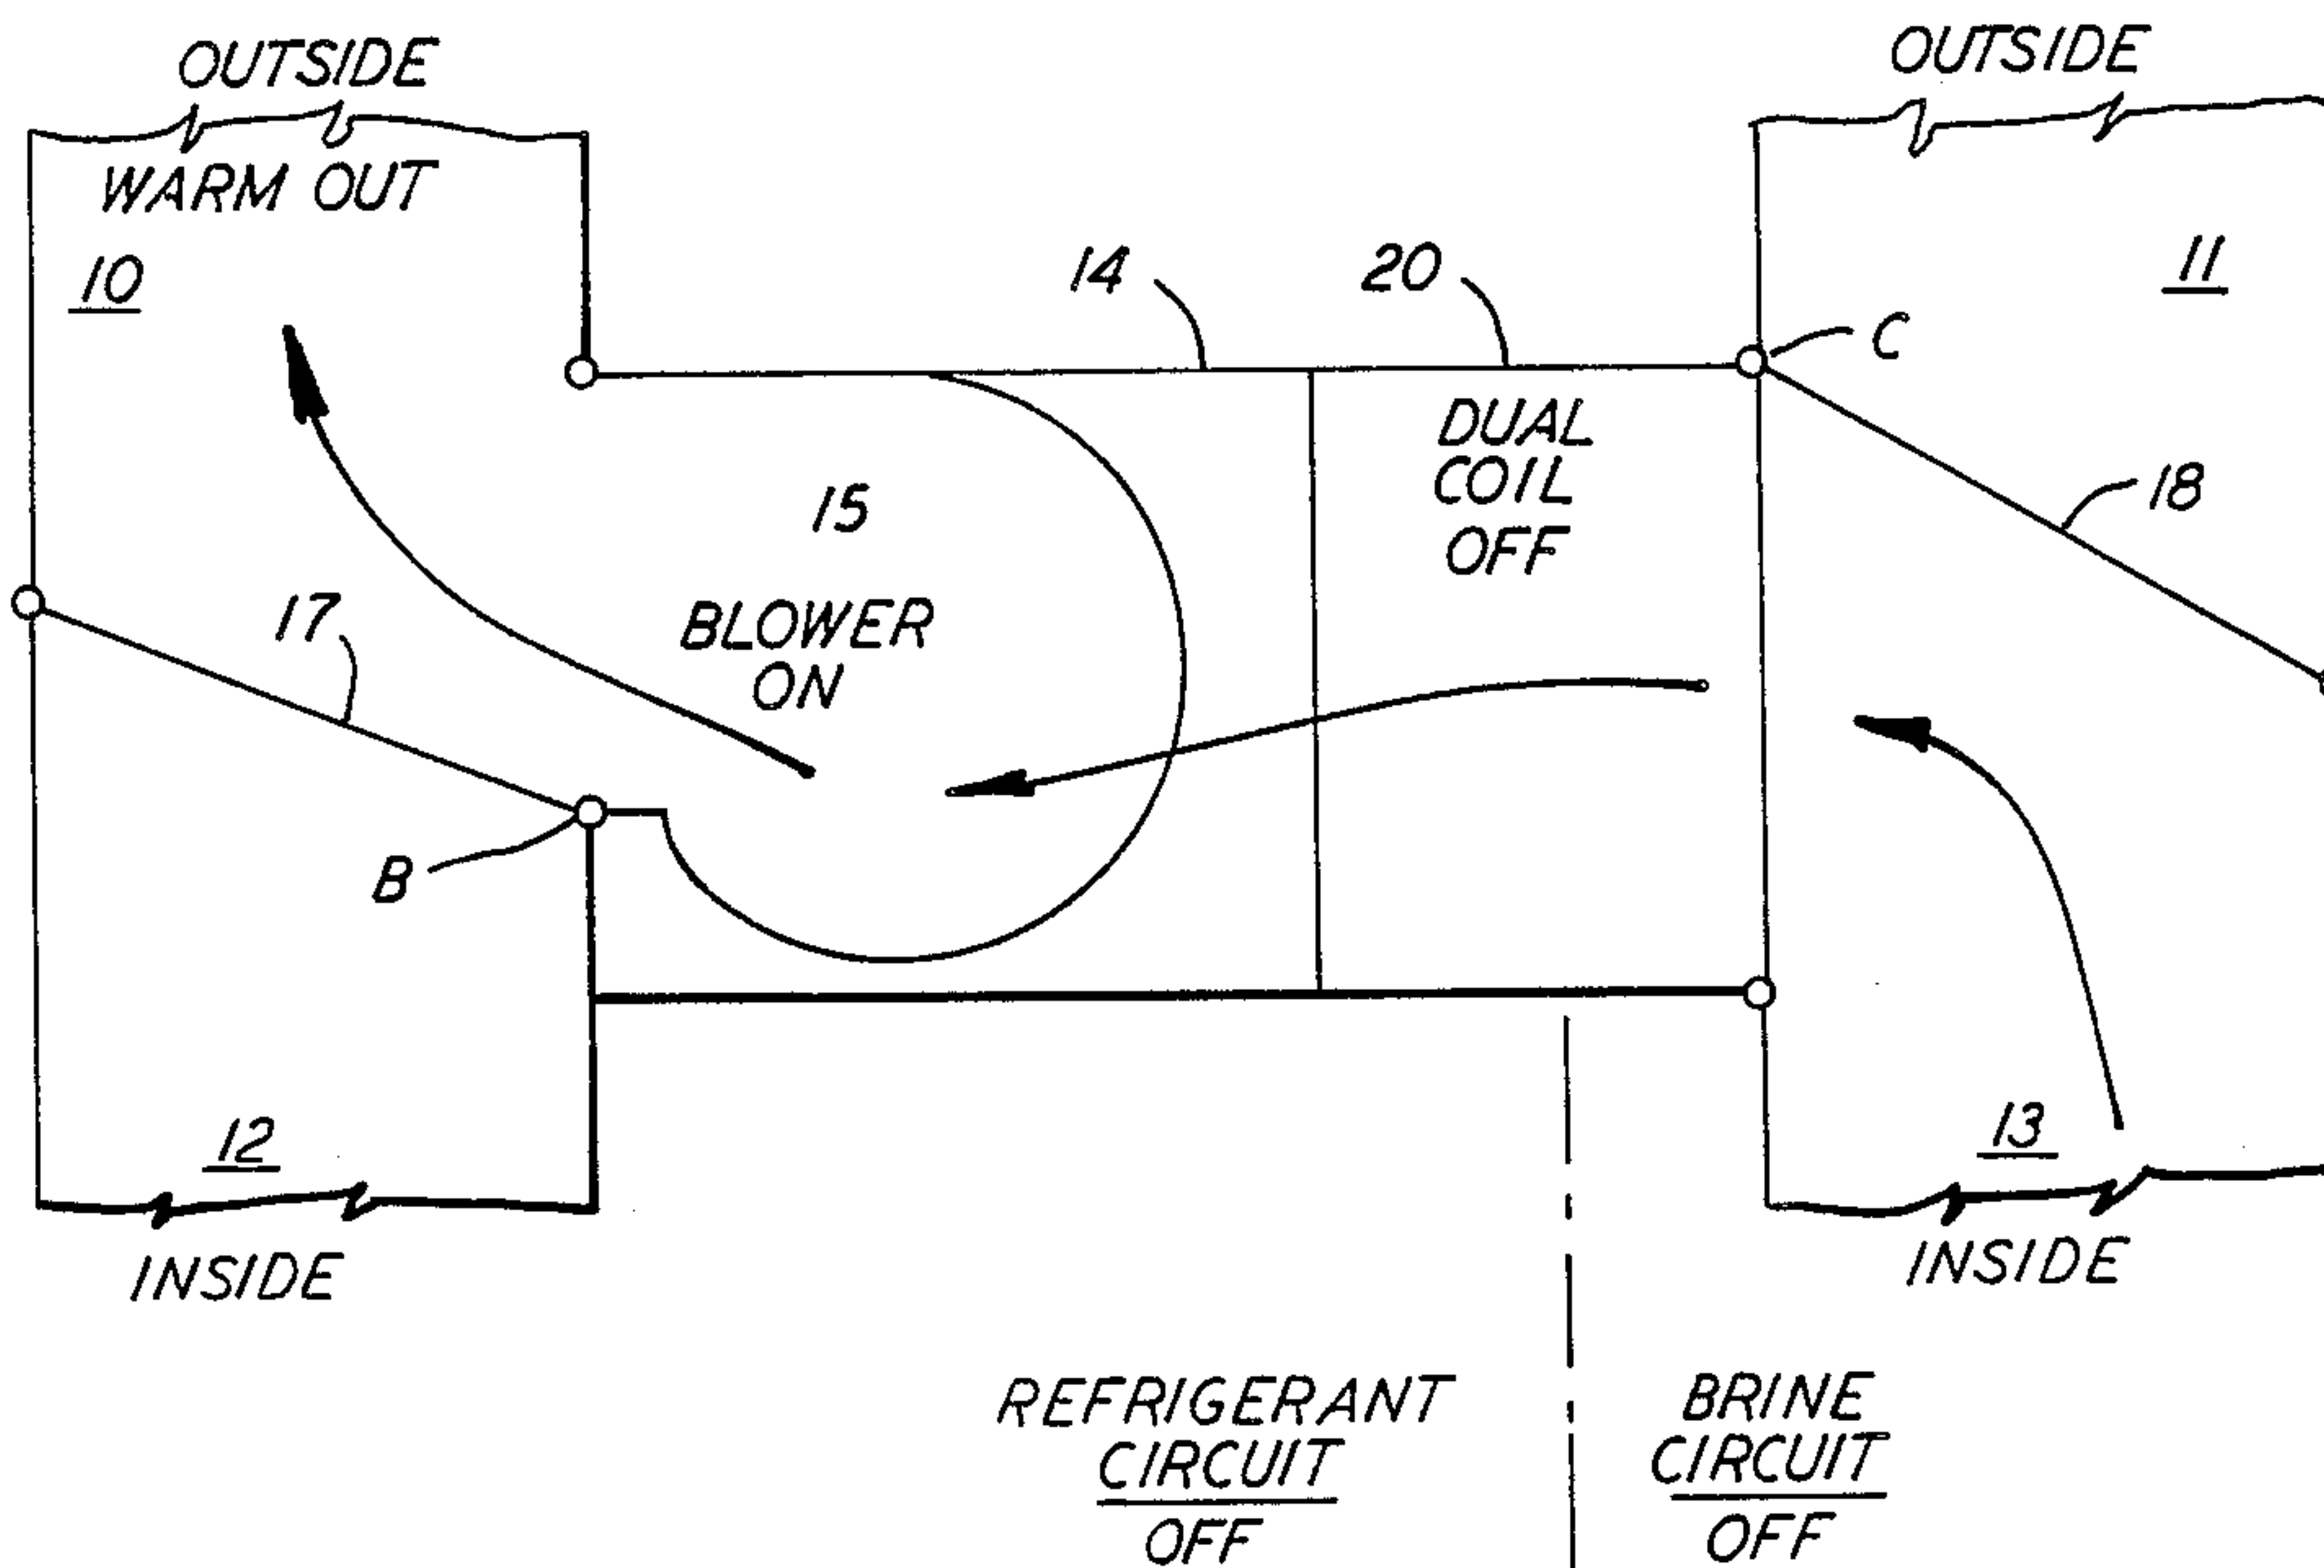 OUTSIDE
OUTSIDE
WARM OUT
10
11
14
20
C
DUAL
COIL
OFF
18
15
17
BLOWER
ON
B
12
13
INSIDE
INSIDE
REFRIGERANT
CIRCUIT
OFF
BRINE
CIRCUIT
OFF